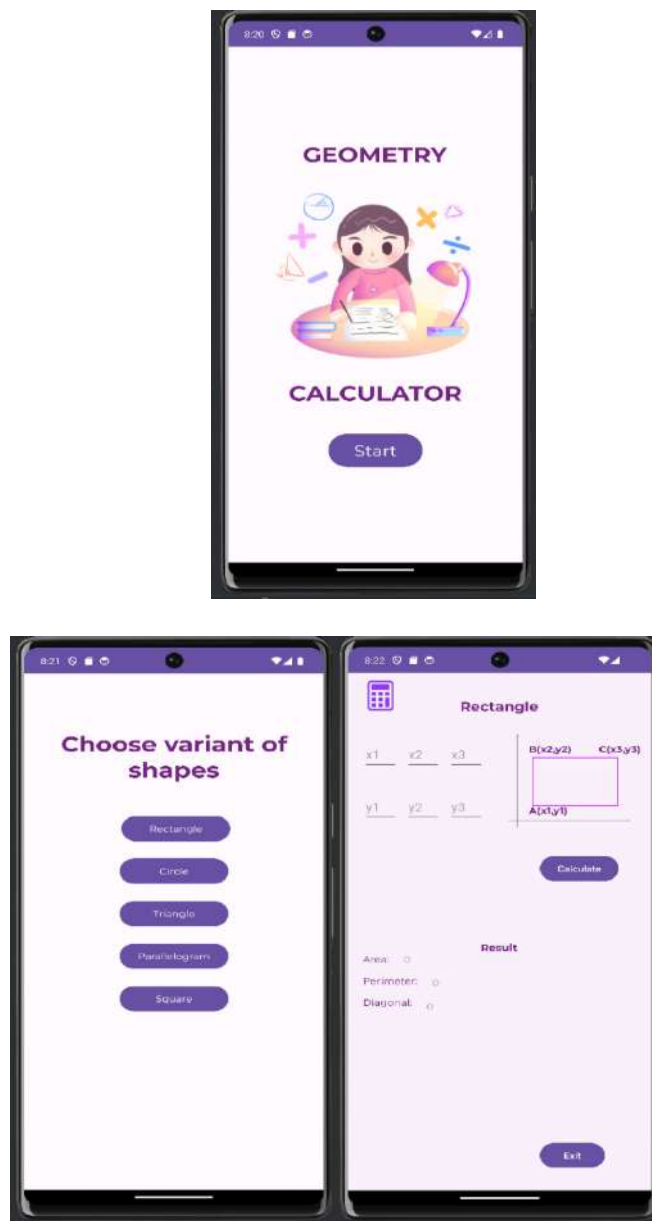 8:20
GEOMETRY
CALCULATOR
Start
8:21
Choose variant of
shapes
Rectangle
Circle
Triangle
Parallelogram
Square
8:22
Rectangle
x1 x2 x3
B(x2,y2) C(x3,y3)
y1 y2 y3
A(x1,y1)
Calculate
Result
Area: 0
Perimeter: 0
Diagonal: 0
Exit